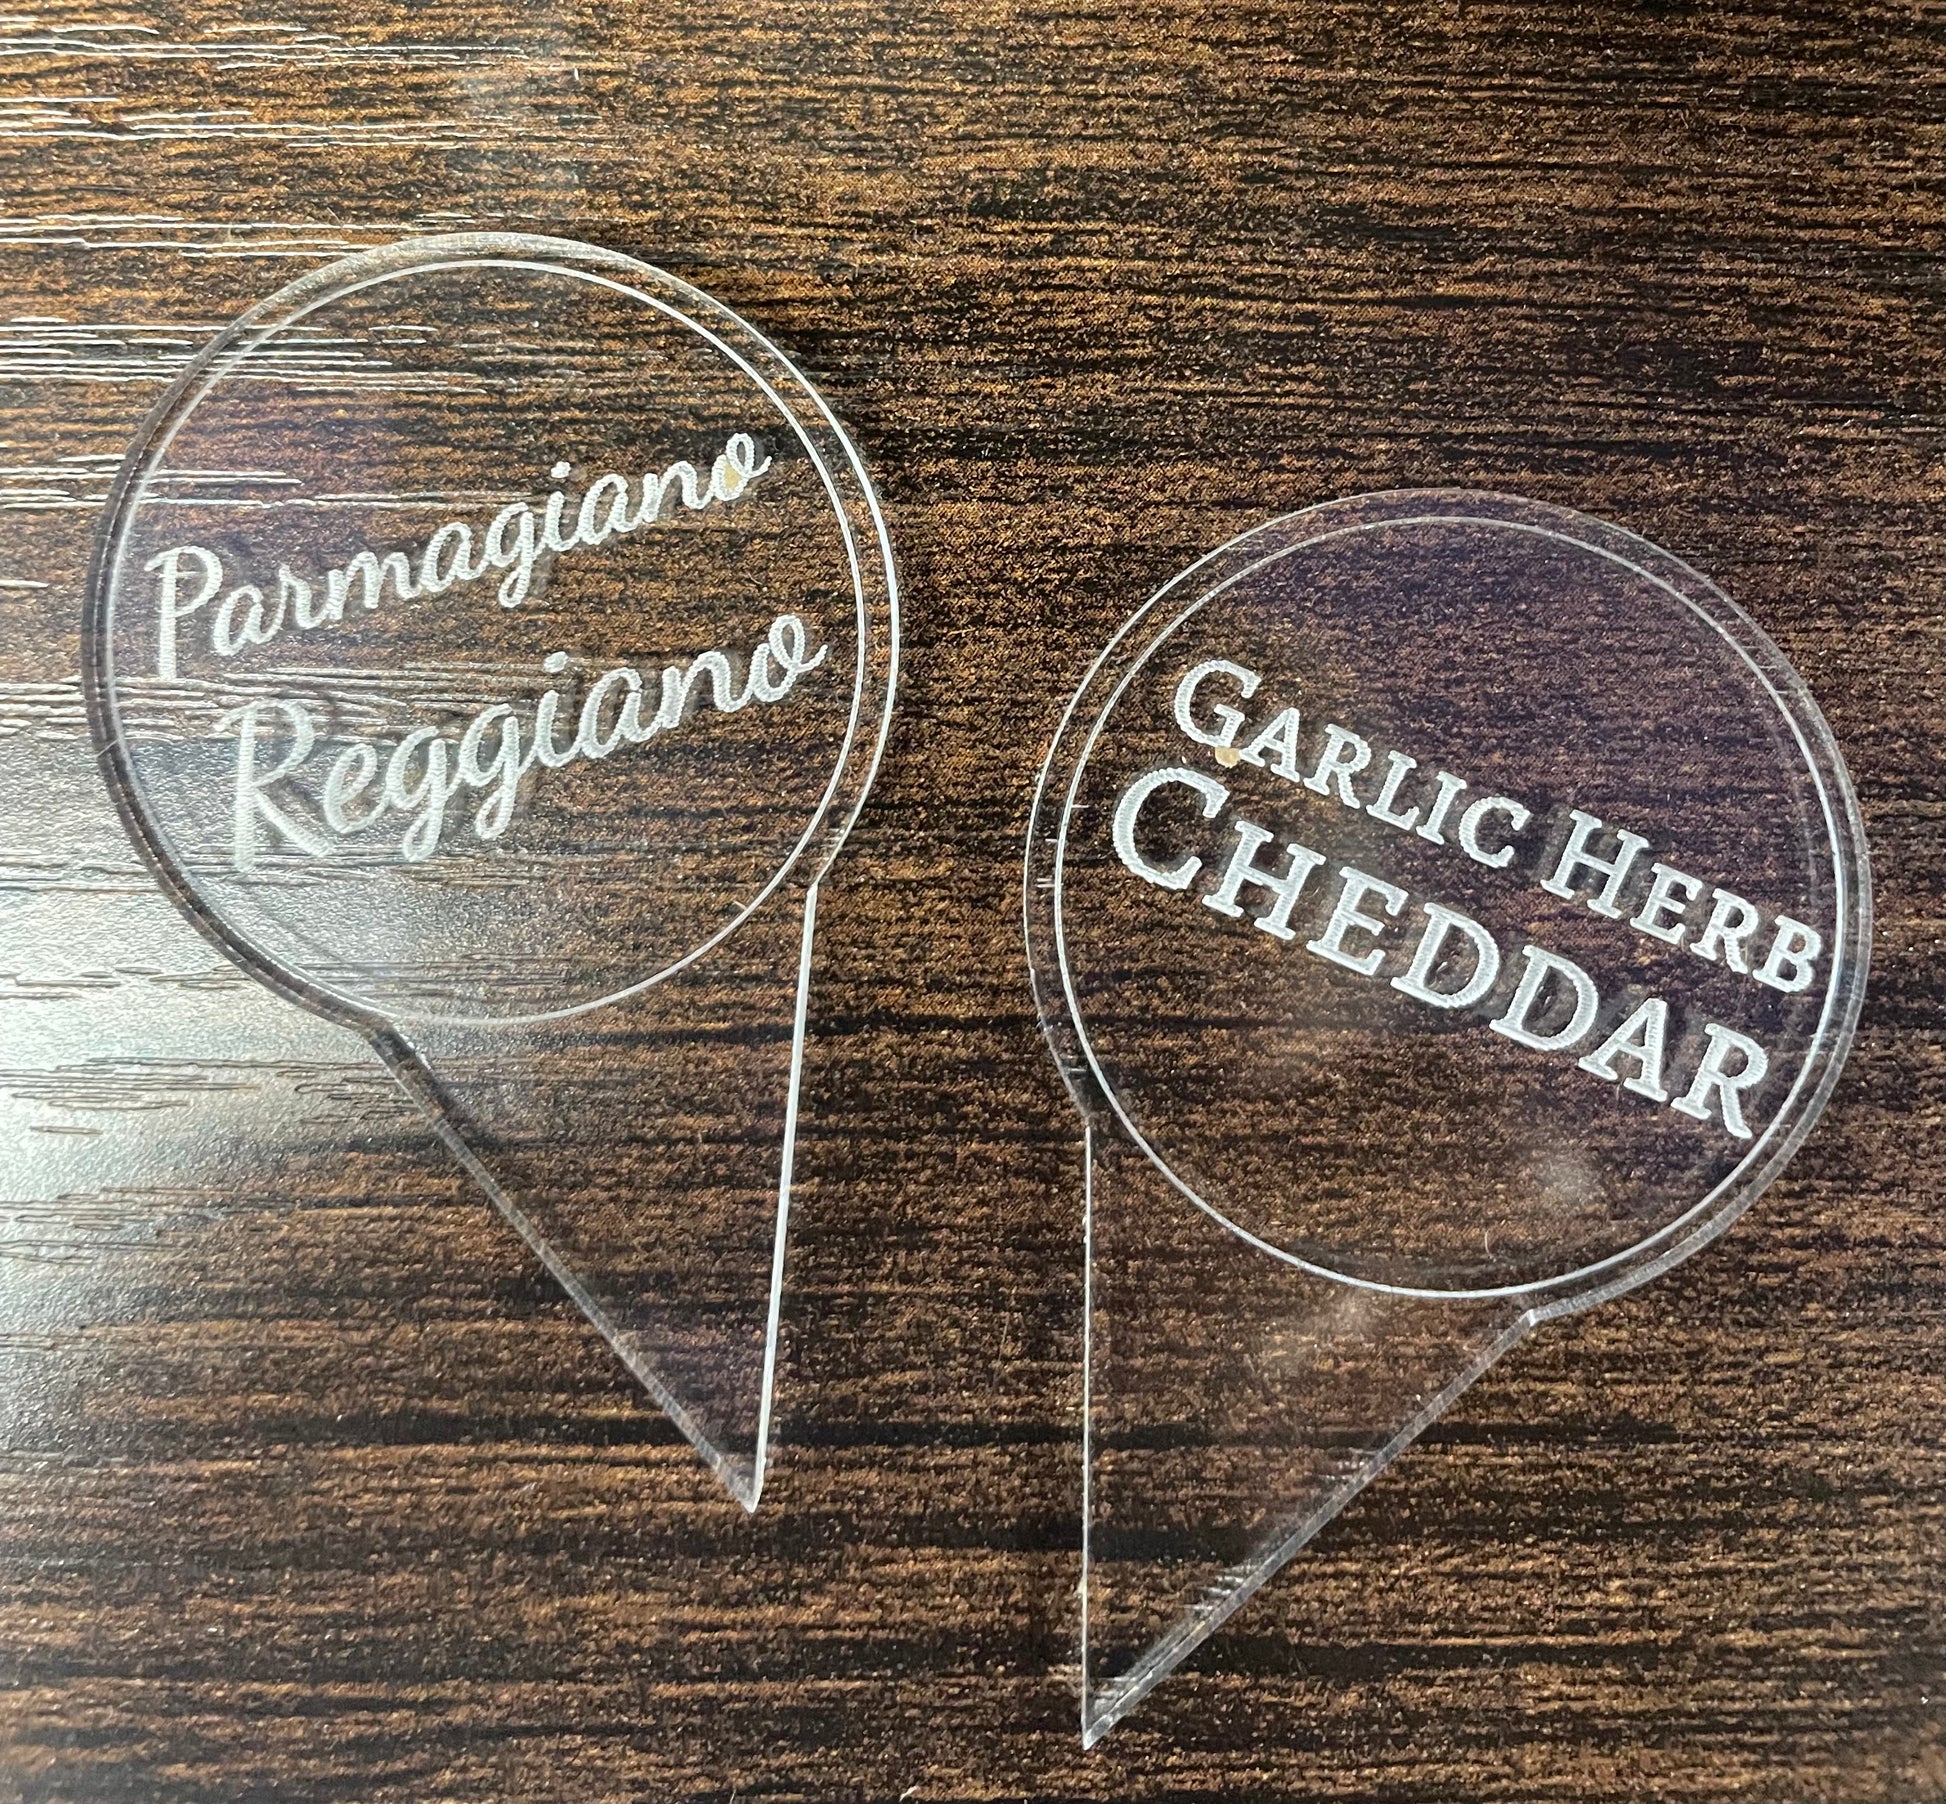 Parmagiano
Reggiano
Garlic Herb
Cheddar